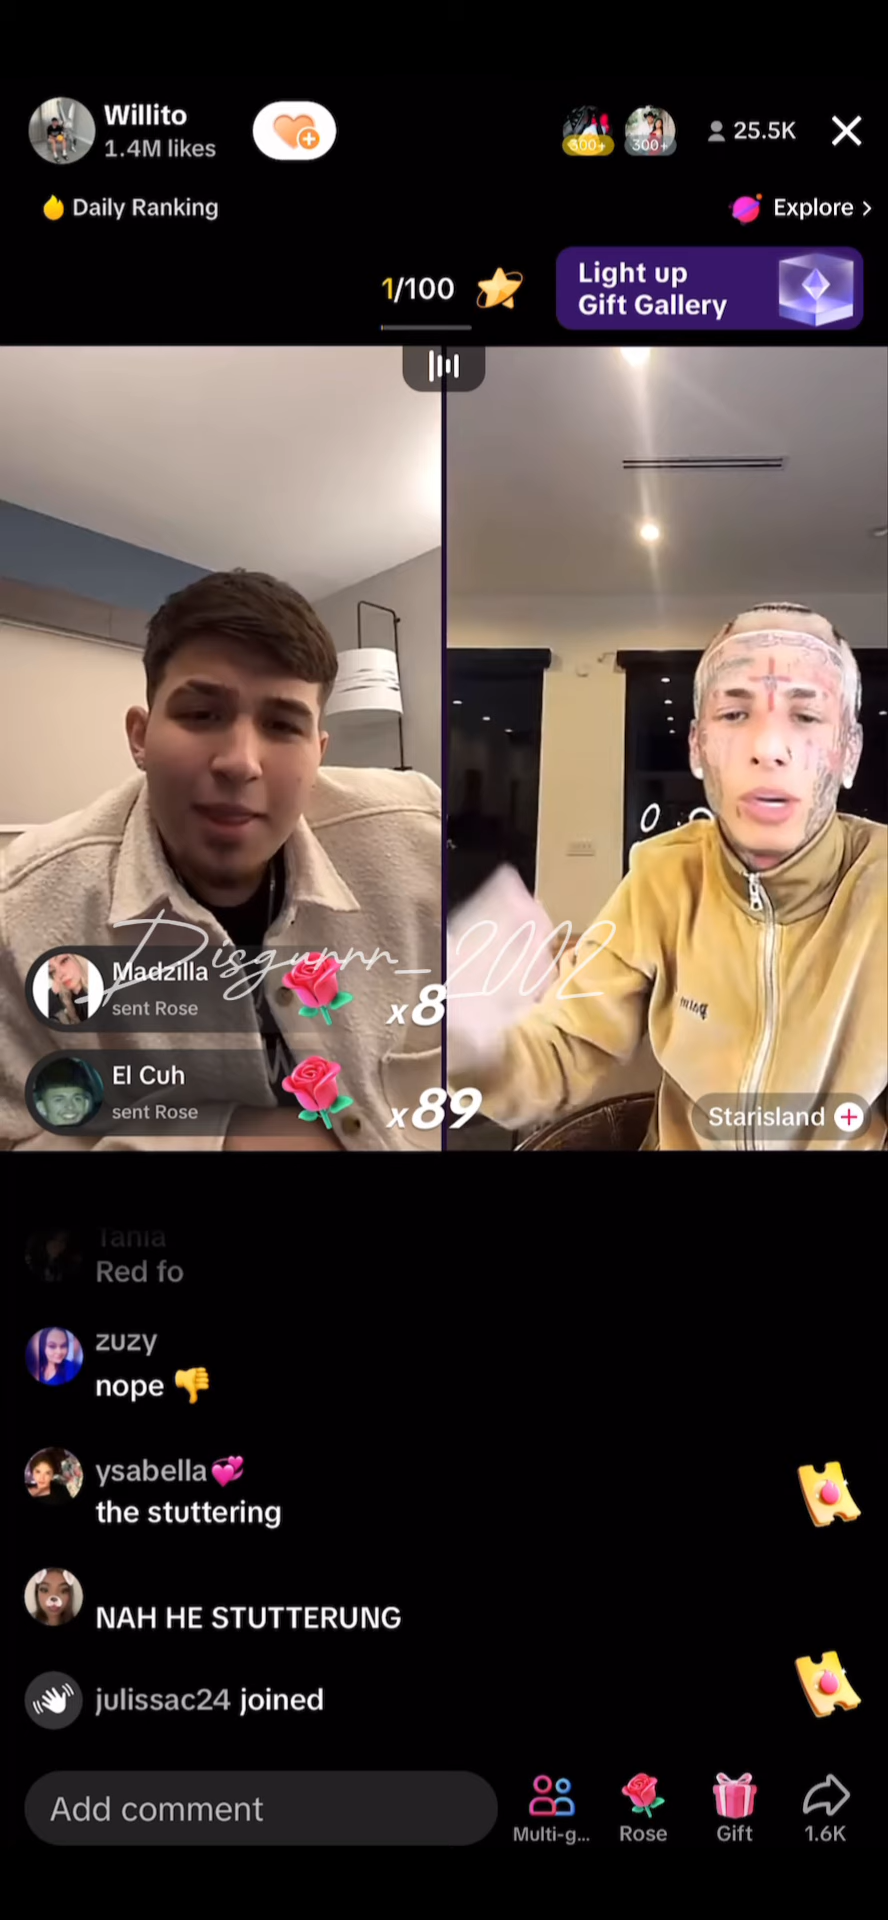 Willito
1.4M likes
300+
300+
25.5K
Daily Ranking
Explore >
1/100
Light up
Gift Gallery
Disgunnn_2002
Madzilla
sent Rose
x8
El Cuh
sent Rose
x89
Starisland
Tania
Red fo
zuzy
nope 👎
ysabella💞
the stuttering
NAH HE STUTTERUNG
julissac24 joined
Add comment
Multi-g...
Rose
Gift
1.6K